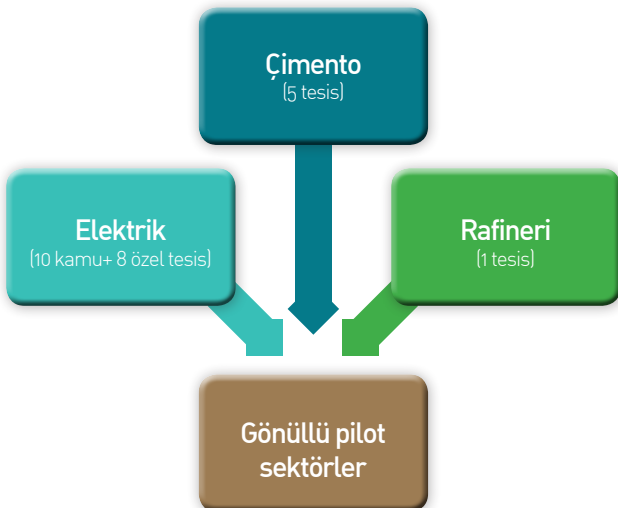 Çimento
(5 tesis)
Elektrik
(10 kamu+ 8 özel tesis)
Rafineri
(1 tesis)
Gönüllü pilot
sektörler